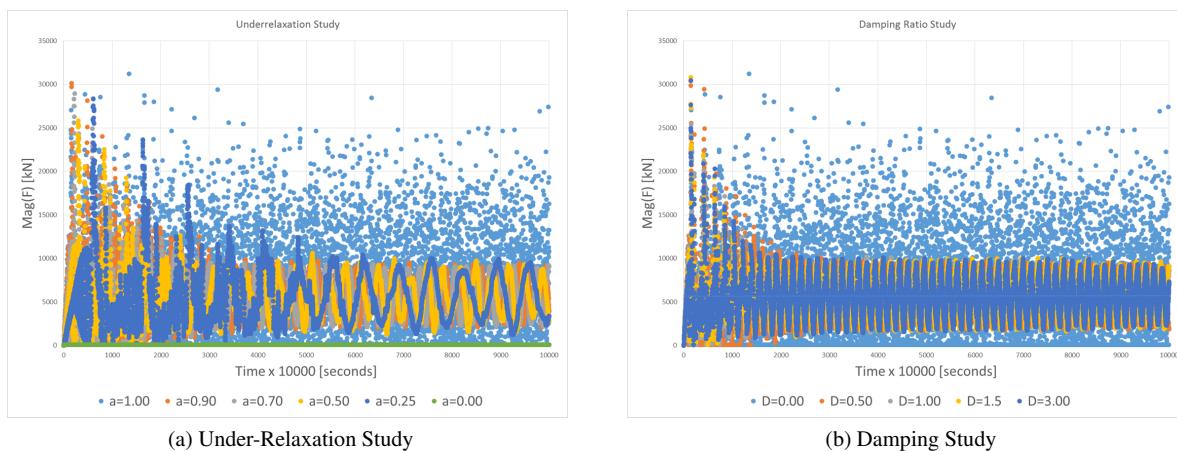 Underrelaxation Study
35000
30000
25000
20000
15000
10000
5000
0
Mag(F) [kN]
0 1000 2000 3000 4000 5000 6000 7000 8000 9000 10000
Time x 10000 [seconds]
a=1.00 a=0.90 a=0.70 a=0.50 a=0.25 a=0.00
(a) Under-Relaxation Study
Damping Ratio Study
35000
30000
25000
20000
15000
10000
5000
0
Mag(F) [kN]
0 1000 2000 3000 4000 5000 6000 7000 8000 9000 10000
Time x 10000 [seconds]
D=0.00 D=0.50 D=1.00 D=1.5 D=3.00
(b) Damping Study